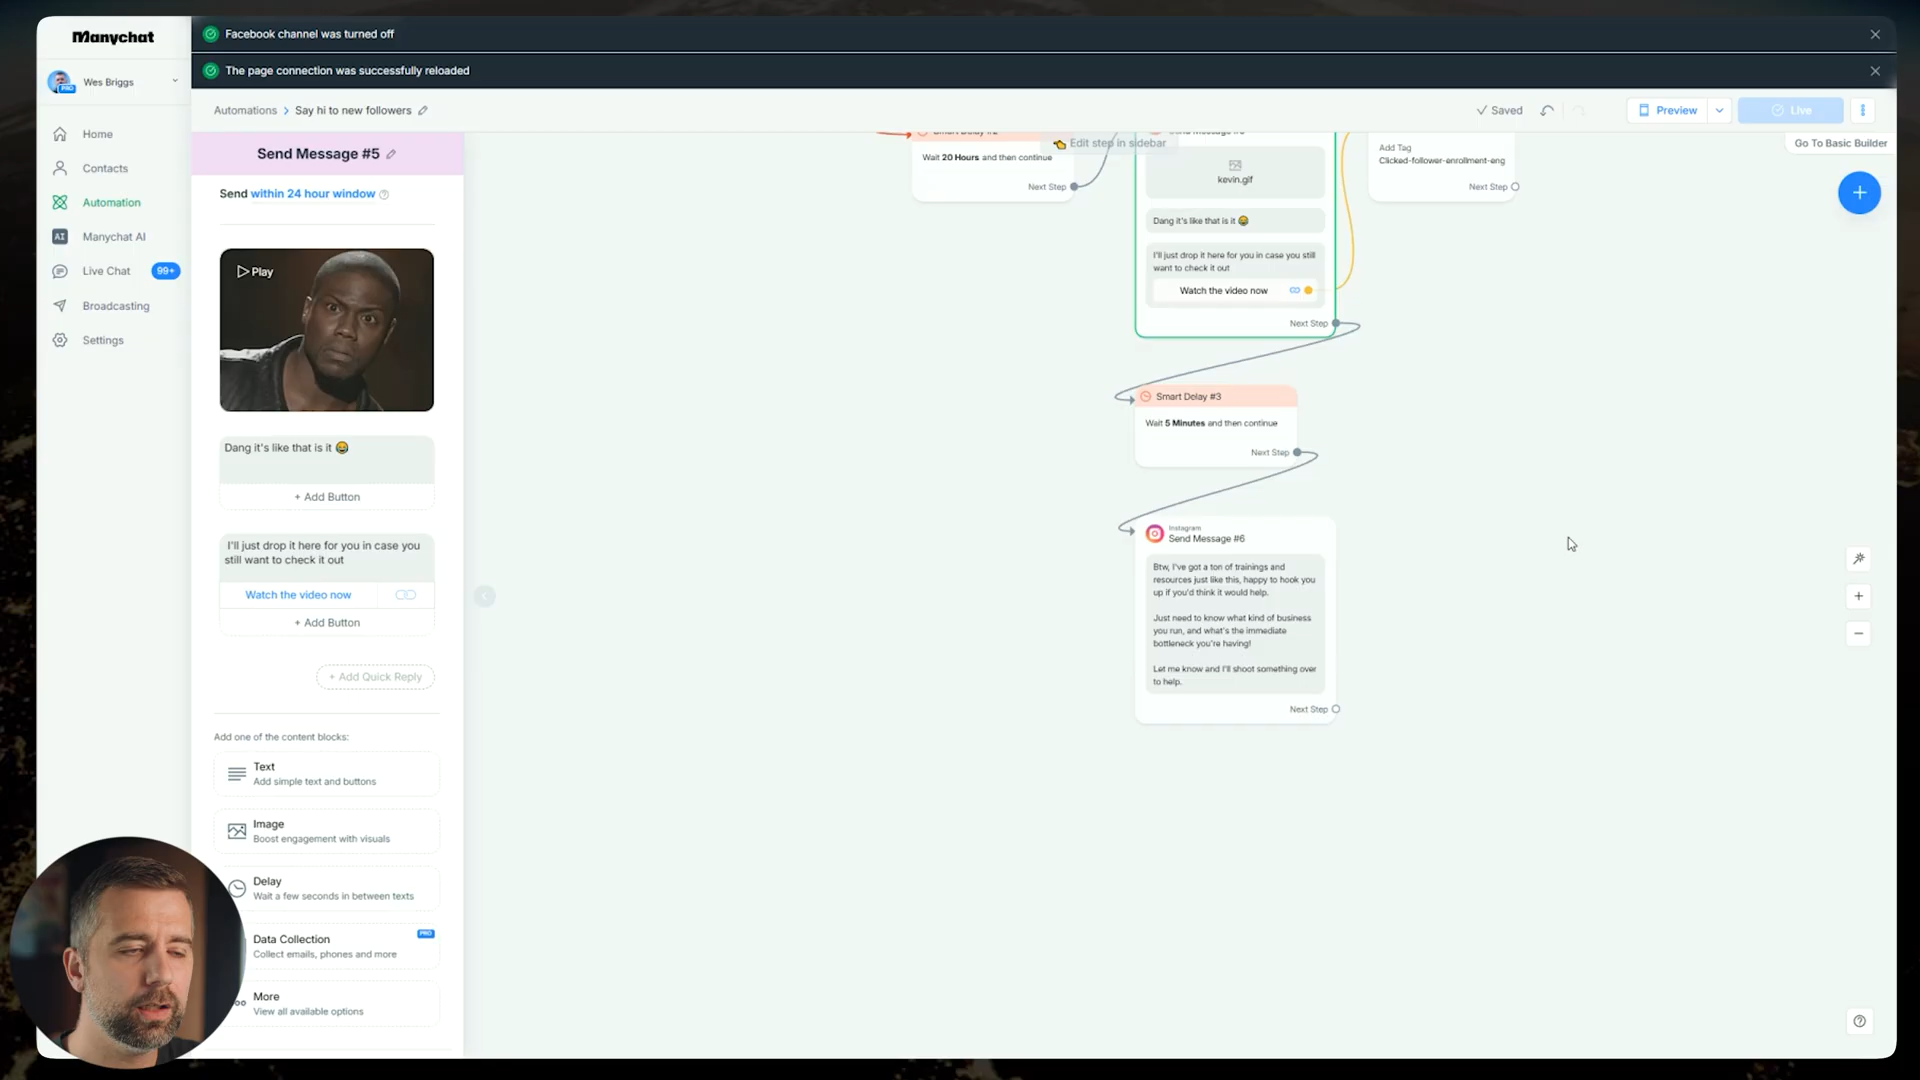 Manychat
Facebook channel was turned off
The page connection was successfully reloaded
Wes Briggs
PRO
Automations > Say hi to new followers
Saved
Preview
Live
Home
Contacts
Automation
AI Manychat AI
Live Chat 99+
Broadcasting
Settings
Send Message #5
Send within 24 hour window
Play
Dang it's like that is it 😂
+ Add Button
I'll just drop it here for you in case you
still want to check it out
Watch the video now
+ Add Button
+ Add Quick Reply
Add one of the content blocks:
Text
Add simple text and buttons
Image
Boost engagement with visuals
Delay
Wait a few seconds in between texts
Data Collection
PRO
Collect emails, phones and more
More
View all available options
Smart Delay #2
Wait 20 Hours and then continue
Next Step
Edit step in sidebar
kevin.gif
Dang it's like that is it 😂
I'll just drop it here for you in case you still
want to check it out
Watch the video now
Next Step
Add Tag
Clicked-follower-enrollment-eng
Next Step
Go To Basic Builder
Smart Delay #3
Wait 5 Minutes and then continue
Next Step
Instagram
Send Message #6
Btw, I've got a ton of trainings and
resources just like this, happy to hook you
up if you'd think it would help.
Just need to know what kind of business
you run, and what's the immediate
bottleneck you're having!
Let me know and I'll shoot something over
to help.
Next Step